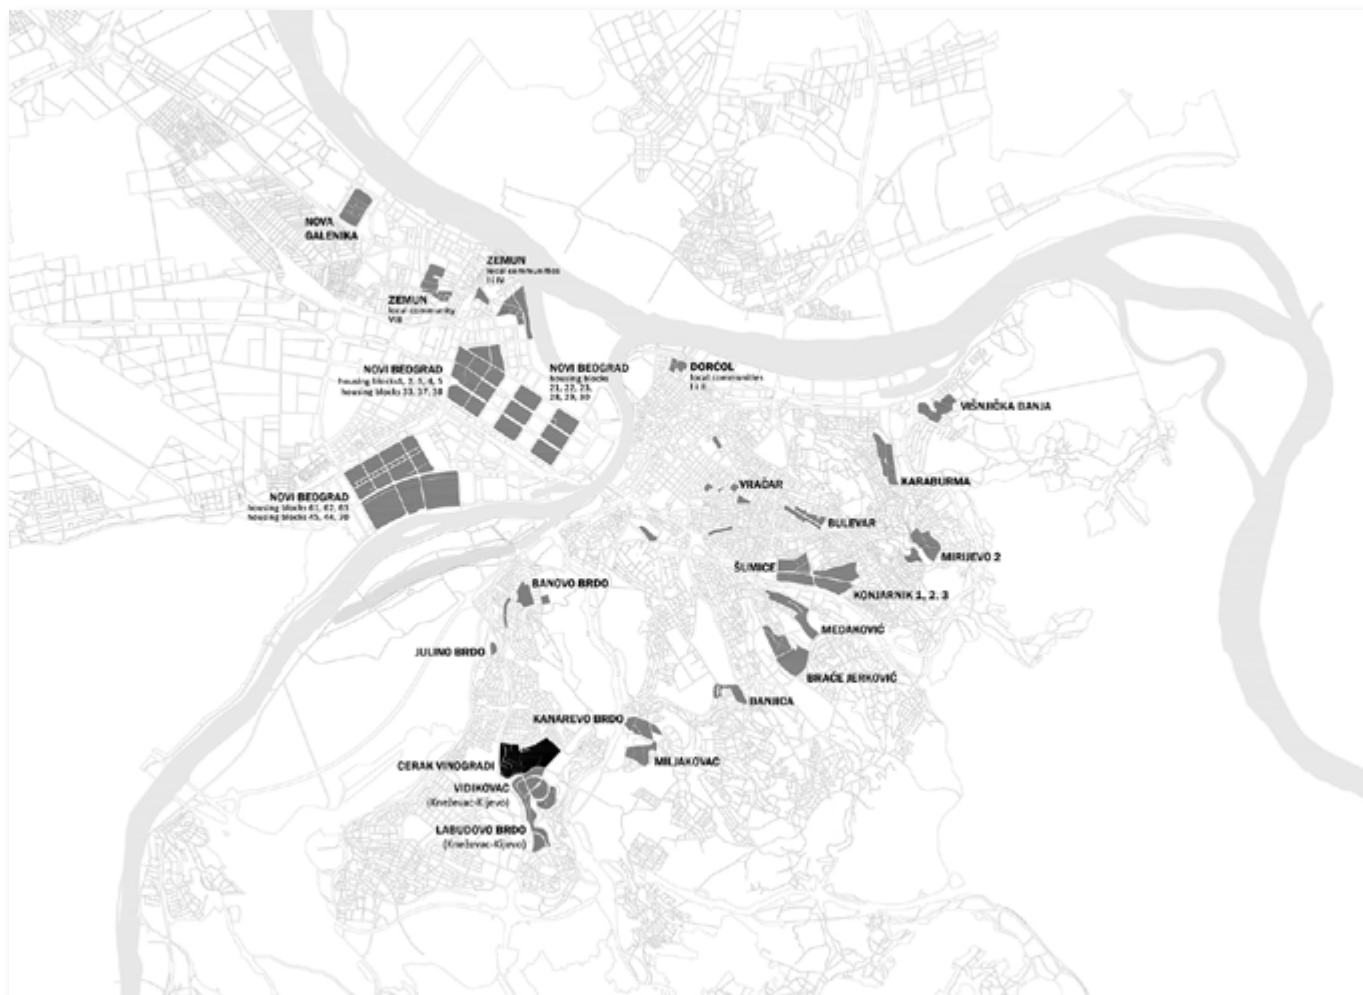 NOVA
GALENIKA
ZEMUN
local communities
I i IV
ZEMUN
local community
VIII
NOVI BEOGRAD
housing blocks 1, 2, 3, 4, 5
housing blocks 33, 37, 38
NOVI BEOGRAD
housing blocks
21, 22, 23,
28, 29, 30
DORĆOL
local communities
I i II
VIŠNJIČKA BANJA
KARABURMA
NOVI BEOGRAD
housing blocks 61, 62, 63
housing blocks 45, 44, 70
VRAČAR
BULEVAR
MIRIJEVO 2
ŠUMICE
KONJARNIK 1, 2, 3
BANOVO BRDO
MEDAKOVIĆ
JULINO BRDO
BRAĆE JERKOVIĆ
BANJICA
KANAREVO BRDO
MILJAKOVAC
CERAK VINOGRADI
VIDIKOVAC
(Kneževac-Kijevo)
LABUDOVO BRDO
(Kneževac-Kijevo)